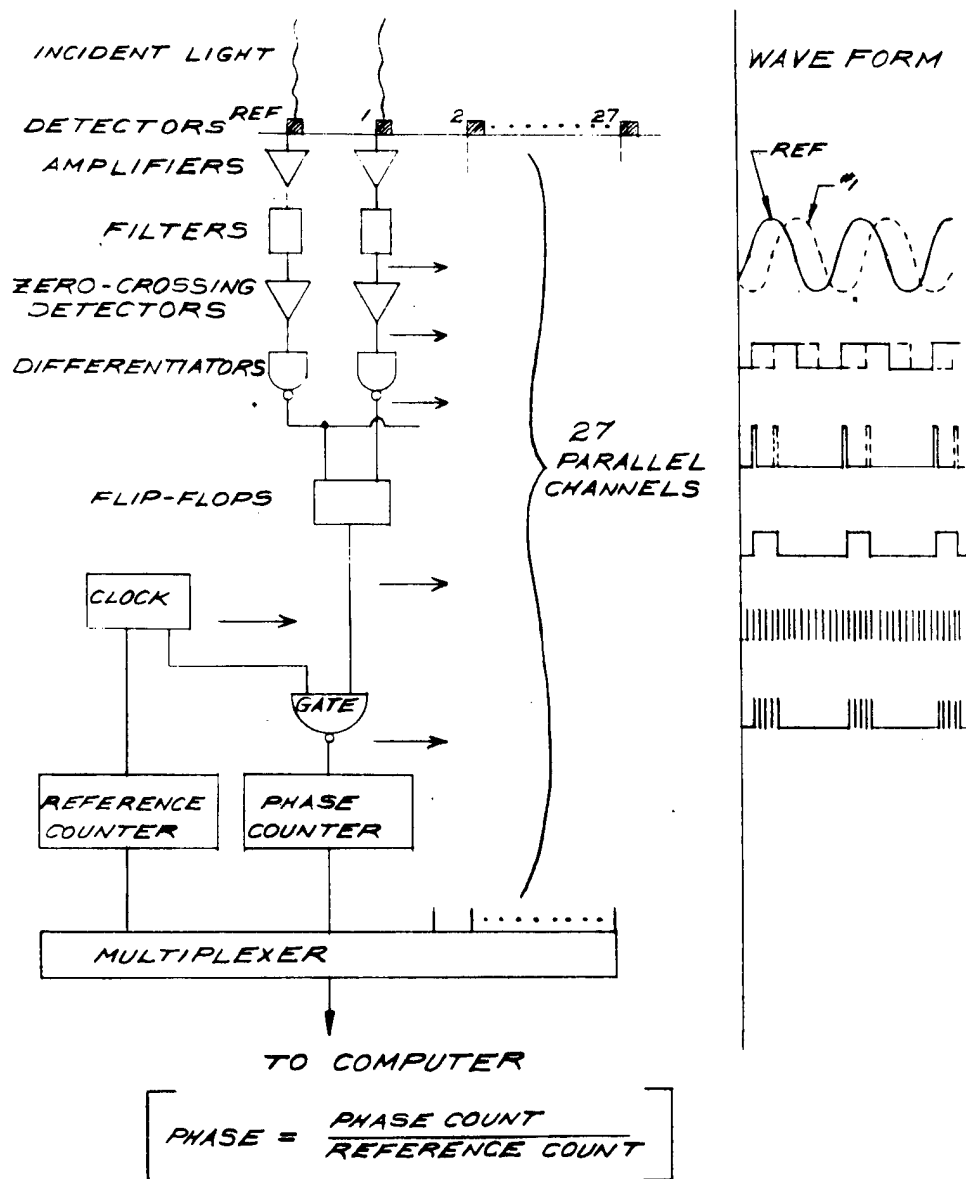 INCIDENT LIGHT
WAVE FORM
DETECTORS REF 1 2 27
AMPLIFIERS
REF
#1
FILTERS
ZERO-CROSSING
DETECTORS
DIFFERENTIATORS
27
PARALLEL
CHANNELS
FLIP-FLOPS
CLOCK
GATE
REFERENCE
COUNTER
PHASE
COUNTER
MULTIPLEXER
TO COMPUTER
PHASE = PHASE COUNT
REFERENCE COUNT